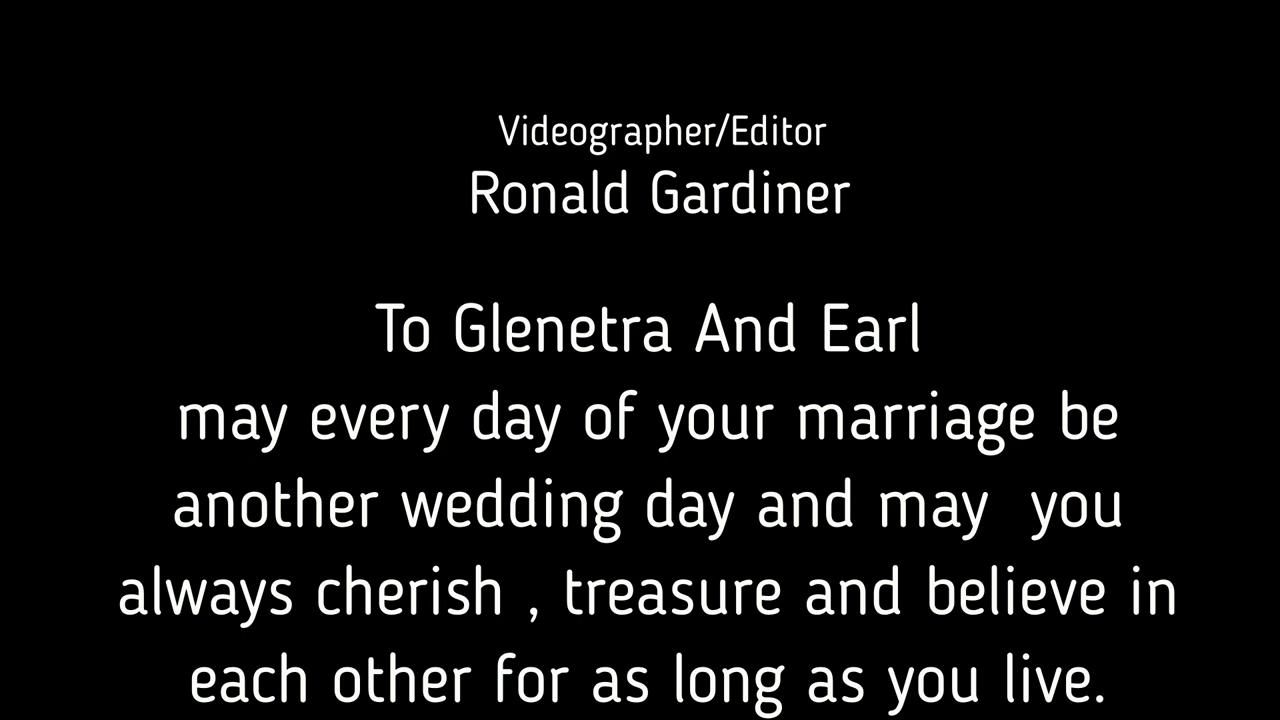 Videographer/Editor
Ronald Gardiner
To Glenetra And Earl
may every day of your marriage be
another wedding day and may  you
always cherish , treasure and believe in
each other for as long as you live.